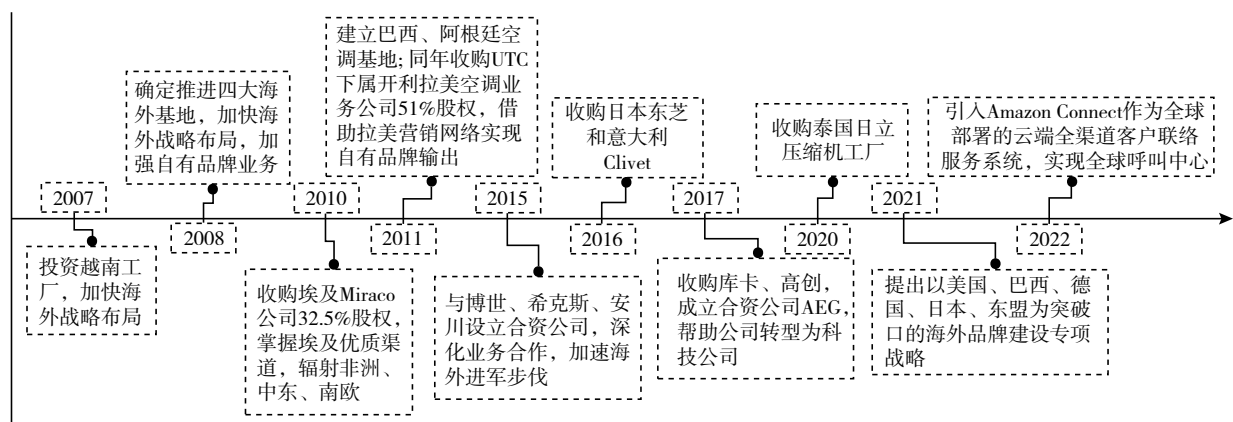 2007
投资越南工
厂，加快海
外战略布局
确定推进四大海
外基地，加快海
外战略布局，加
强自有品牌业务
2008
2010
收购埃及Miraco
公司32.5%股权，
掌握埃及优质渠
道，辐射非洲、
中东、南欧
建立巴西、阿根廷空
调基地；同年收购UTC
下属开利拉美空调业
务公司51%股权，借
助拉美营销网络实现
自有品牌输出
2011
2015
与博世、希克斯、安
川设立合资公司，深
化业务合作，加速海
外进军步伐
收购日本东芝
和意大利
Clivet
2016
2017
收购库卡、高创，
成立合资公司AEG，
帮助公司转型为科
技公司
收购泰国日立
压缩机工厂
2020
2021
提出以美国、巴西、德
国、日本、东盟为突破
口的海外品牌建设专项
战略
引入Amazon Connect作为全球
部署的云端全渠道客户联络
服务系统，实现全球呼叫中心
2022